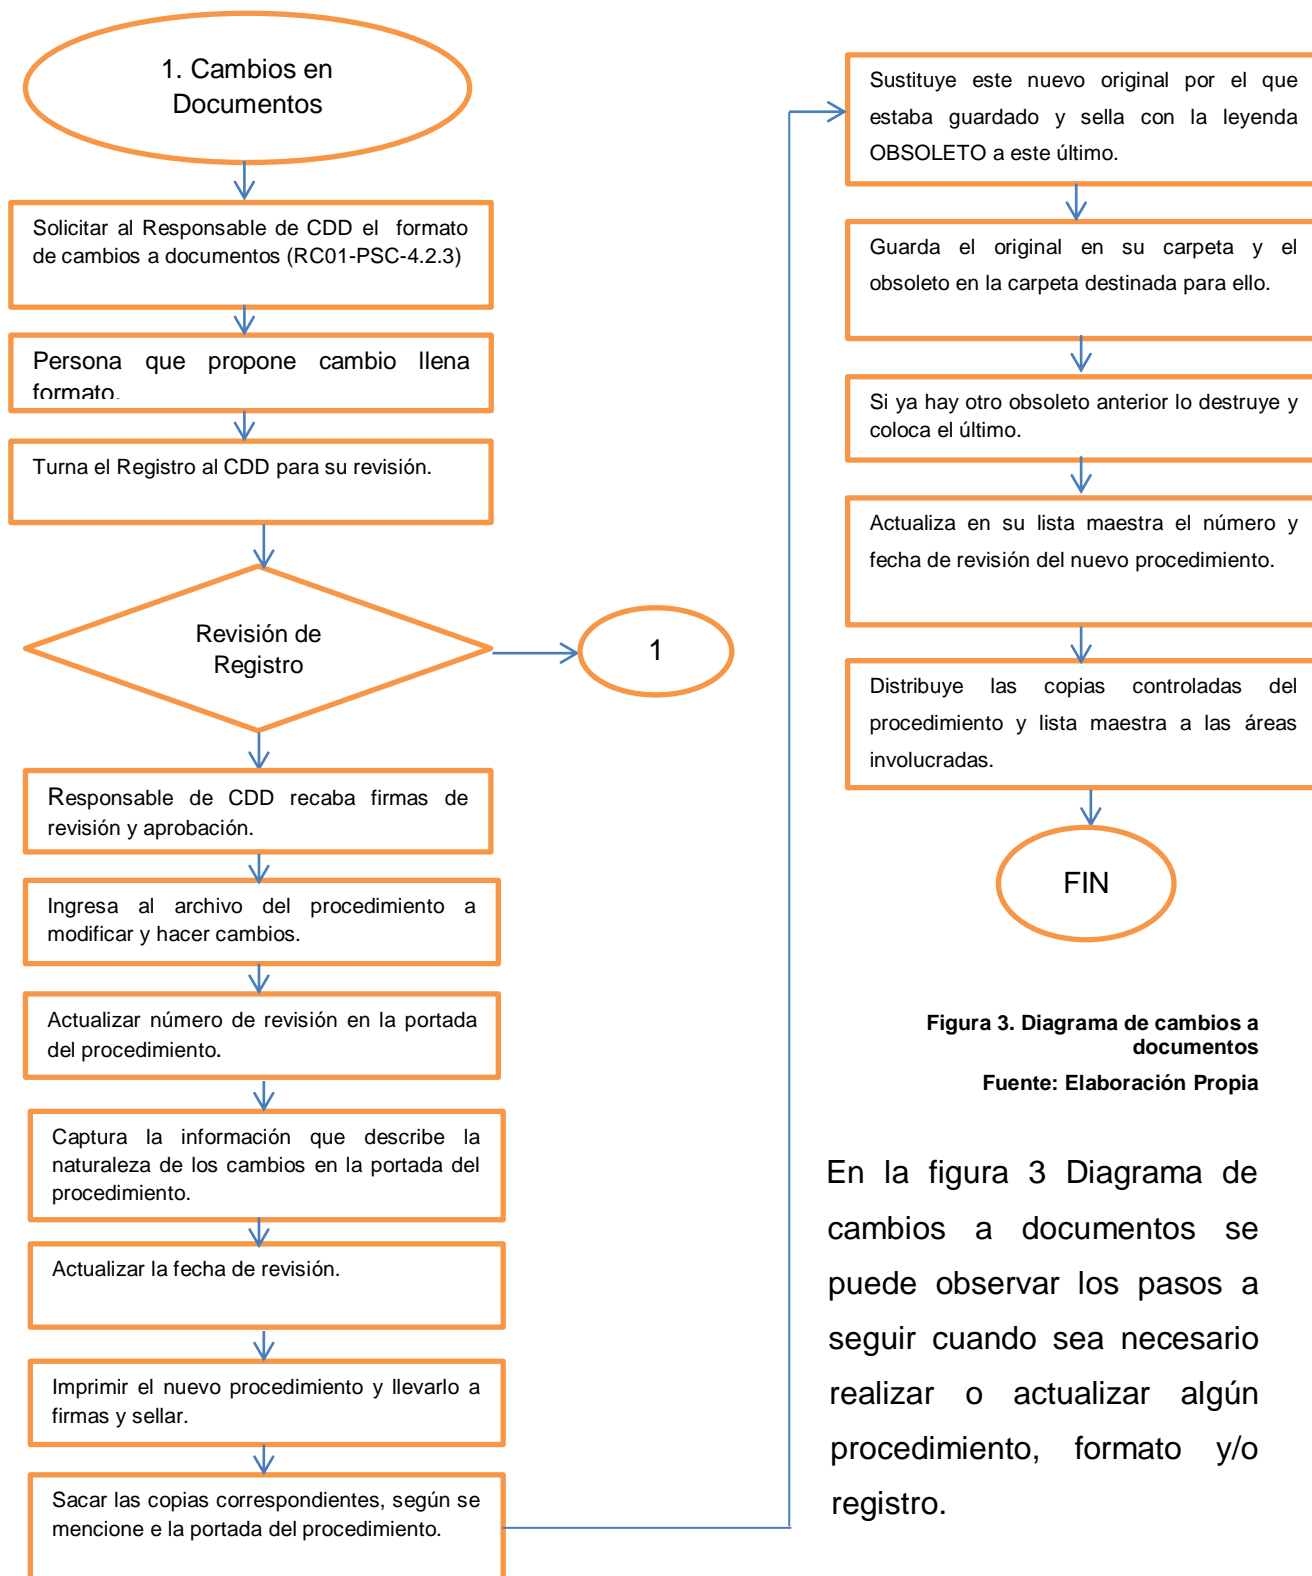 1. Cambios en
Documentos
Solicitar al Responsable de CDD el formato
de cambios a documentos (RC01-PSC-4.2.3)
Persona que propone cambio llena
formato.
Turna el Registro al CDD para su revisión.
Revisión de
Registro
1
Responsable de CDD recaba firmas de
revisión y aprobación.
Ingresa al archivo del procedimiento a
modificar y hacer cambios.
Actualizar número de revisión en la portada
del procedimiento.
Captura la información que describe la
naturaleza de los cambios en la portada del
procedimiento.
Actualizar la fecha de revisión.
Imprimir el nuevo procedimiento y llevarlo a
firmas y sellar.
Sacar las copias correspondientes, según se
mencione e la portada del procedimiento.
Sustituye este nuevo original por el que
estaba guardado y sella con la leyenda
OBSOLETO a este último.
Guarda el original en su carpeta y el
obsoleto en la carpeta destinada para ello.
Si ya hay otro obsoleto anterior lo destruye y
coloca el último.
Actualiza en su lista maestra el número y
fecha de revisión del nuevo procedimiento.
Distribuye las copias controladas del
procedimiento y lista maestra a las áreas
involucradas.
FIN
Figura 3. Diagrama de cambios a
documentos
Fuente: Elaboración Propia
En la figura 3 Diagrama de
cambios a documentos se
puede observar los pasos a
seguir cuando sea necesario
realizar o actualizar algún
procedimiento, formato y/o
registro.